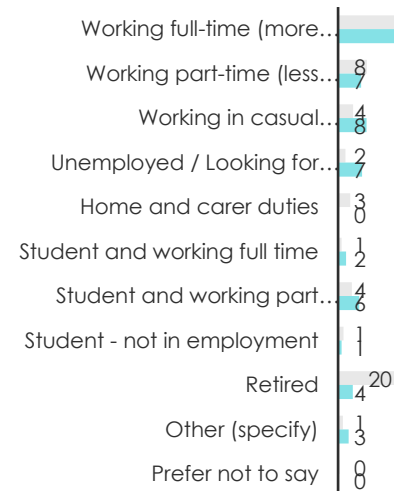 Working full-time (more…
Working part-time (less…
8
7
Working in casual…
4
8
Unemployed / Looking for…
2
7
Home and carer duties
3
0
Student and working full time
1
2
Student and working part…
4
6
Student - not in employment
1
1
Retired
20
4
Other (specify)
1
3
Prefer not to say
0
0